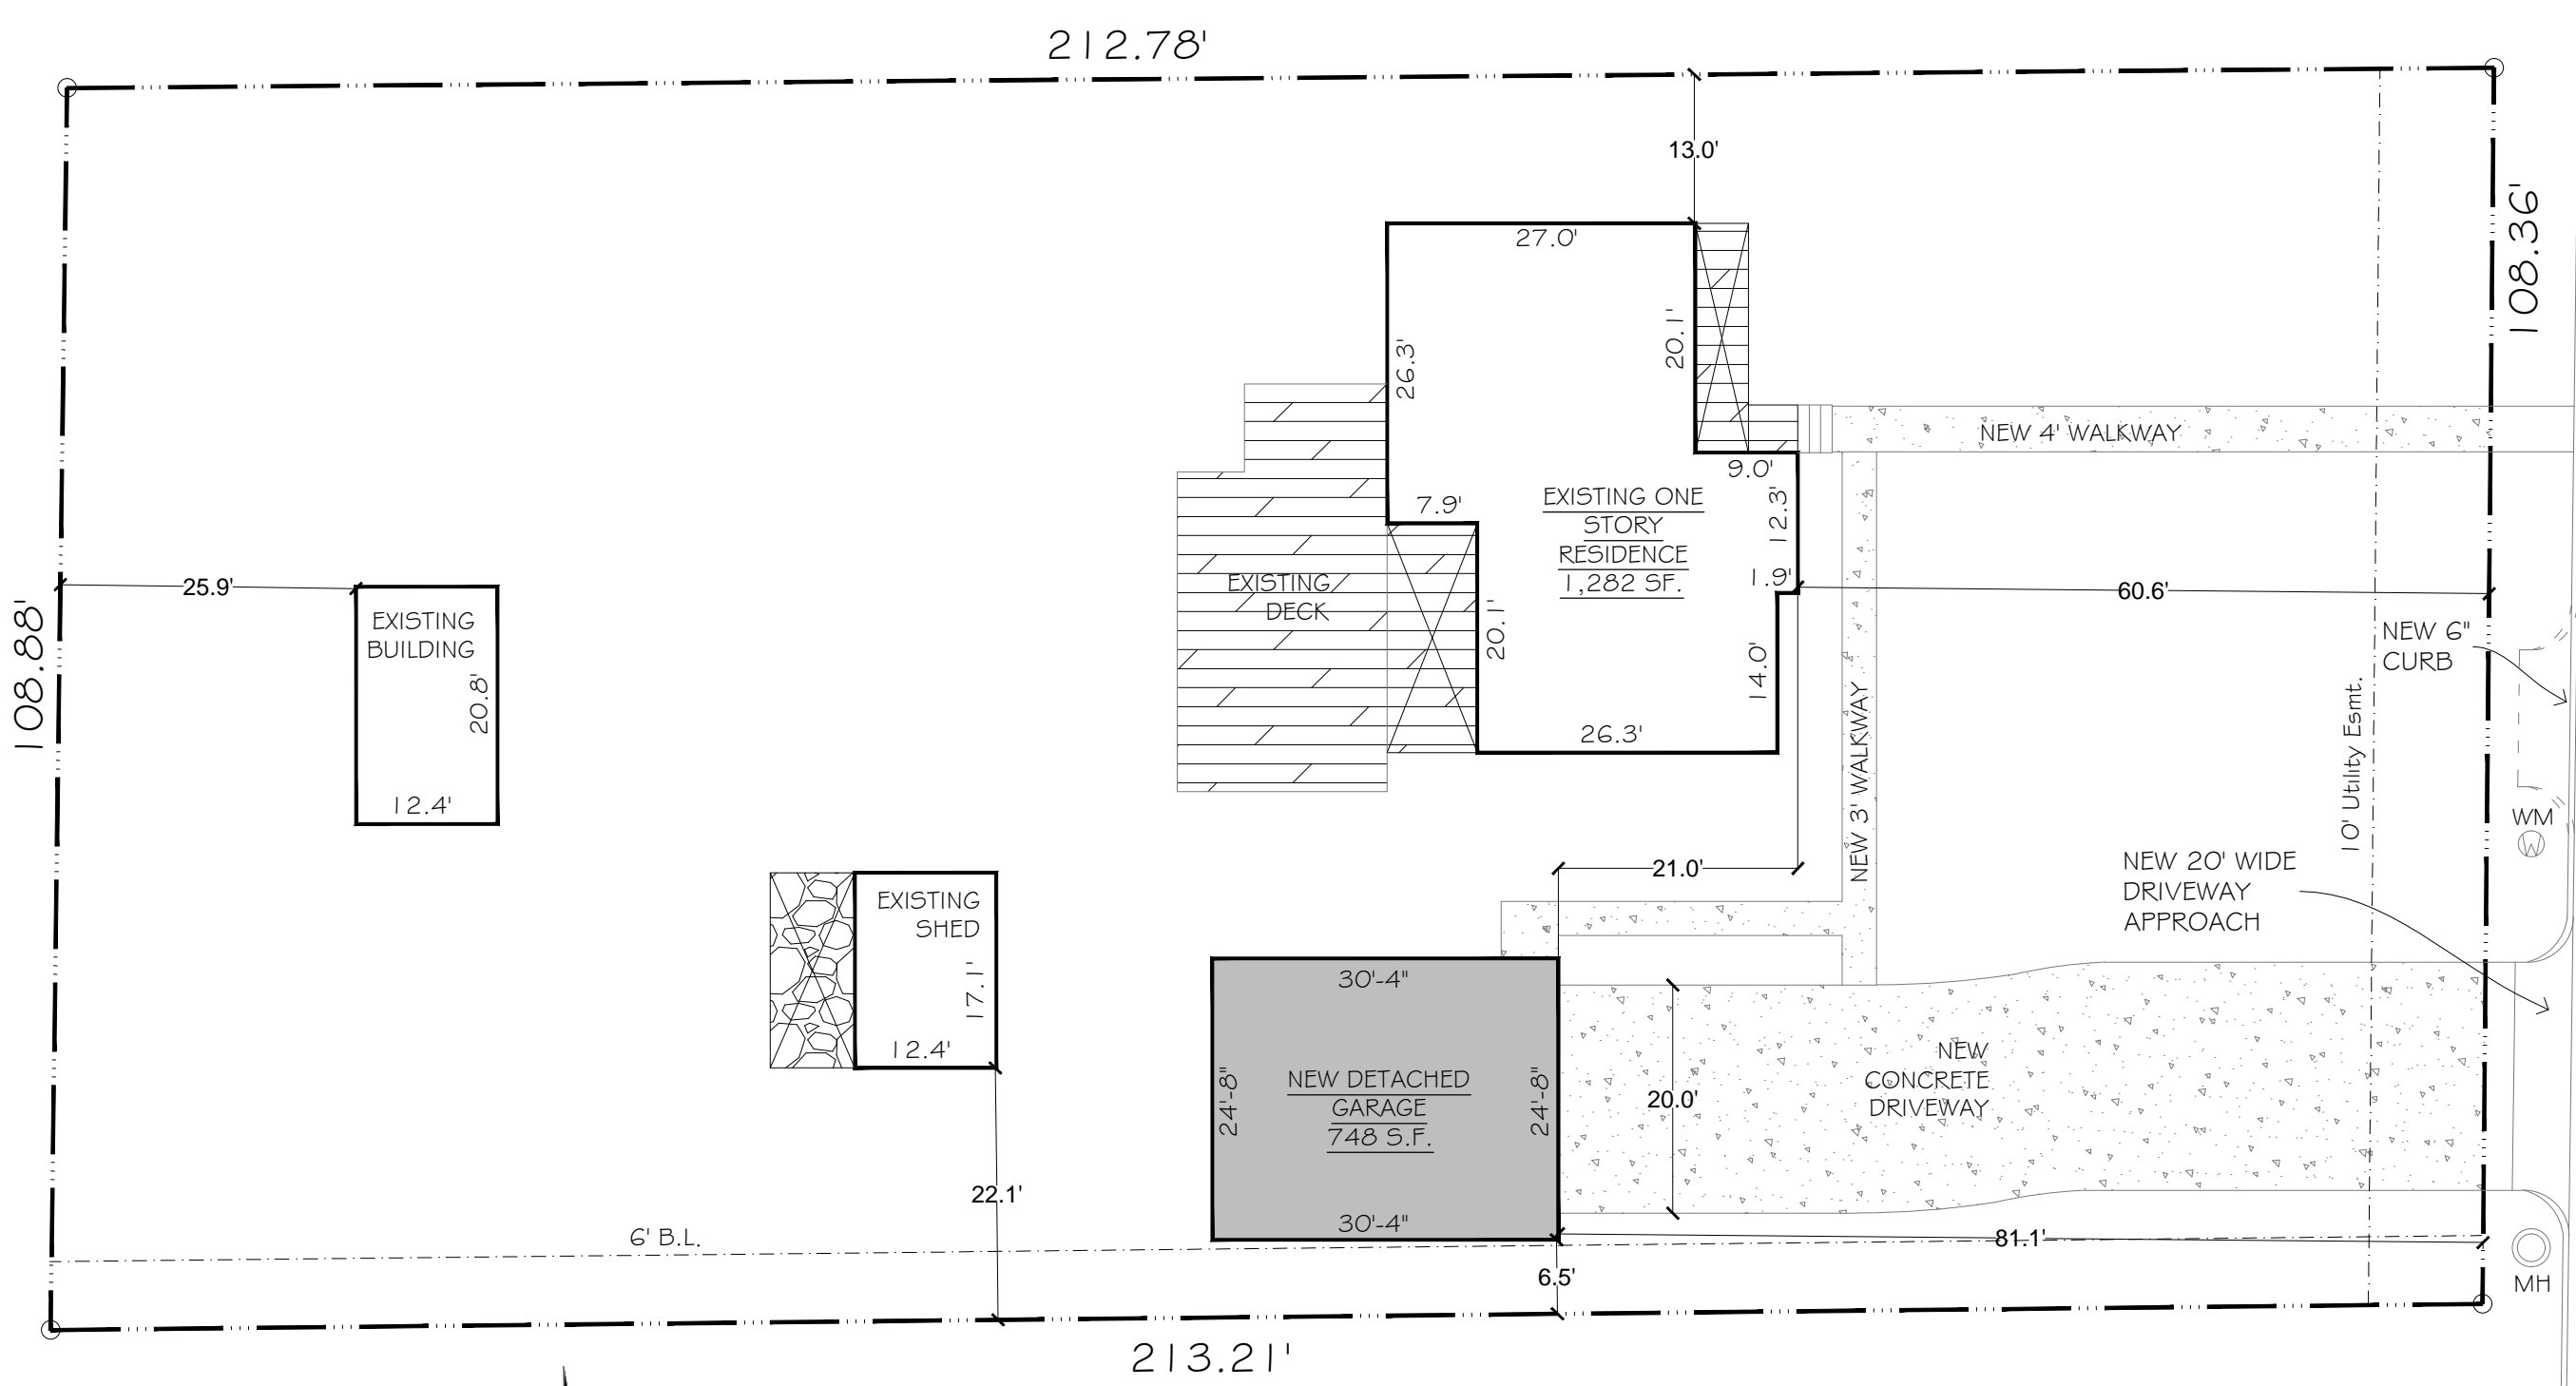 212.78'
13.0'
108.36'
27.0'
20.1'
26.3'
NEW 4' WALKWAY
9.0'
7.9'
12.3'
EXISTING ONE
STORY
RESIDENCE
1,282 SF.
1.9'
60.6'
EXISTING
DECK
20.1'
14.0'
26.3'
25.9'
EXISTING
BUILDING
20.8'
12.4'
108.88'
NEW 6"
CURB
10' Utility Esmt.
NEW 3' WALKWAY
WM
W
NEW 20' WIDE
DRIVEWAY
APPROACH
21.0'
EXISTING
SHED
17.1'
12.4'
30'-4"
24'-8"
NEW DETACHED
GARAGE
748 S.F.
24'-8"
30'-4"
20.0'
NEW
CONCRETE
DRIVEWAY
22.1'
6' B.L.
81.1'
6.5'
MH
213.21'